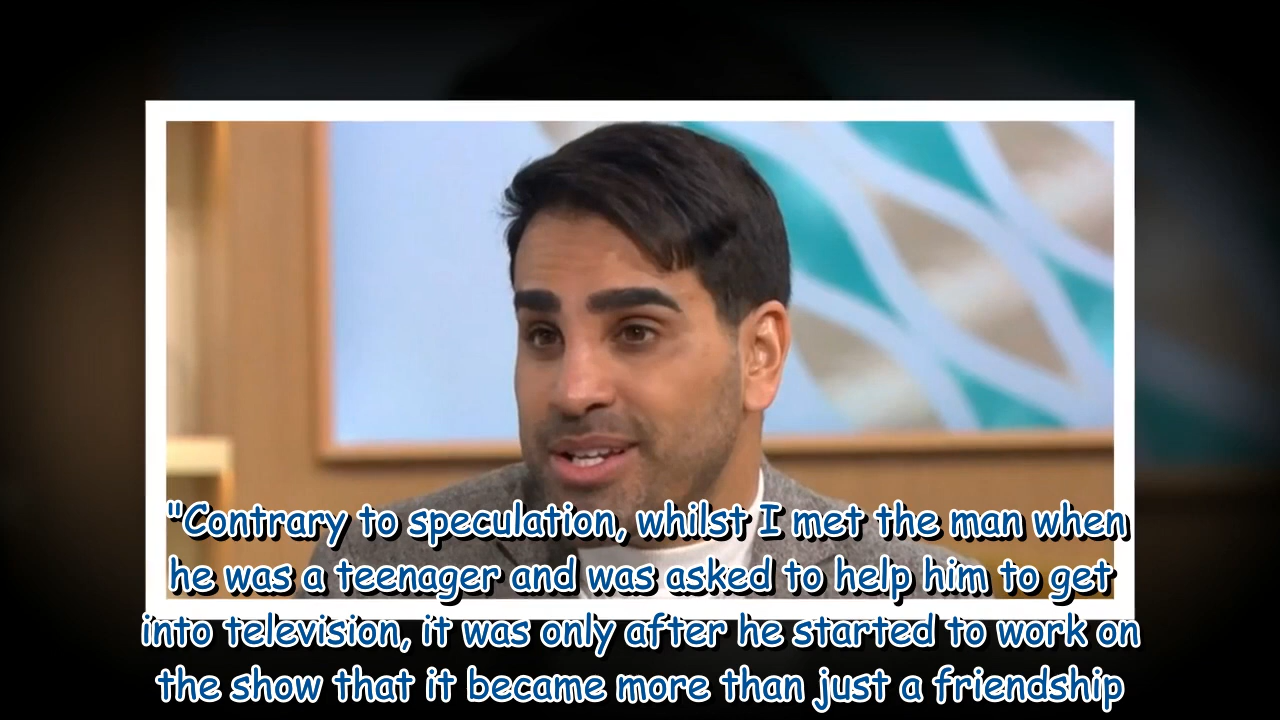 "Contrary to speculation, whilst I met the man when
he was a teenager and was asked to help him to get
into television, it was only after he started to work on
the show that it became more than just a friendship